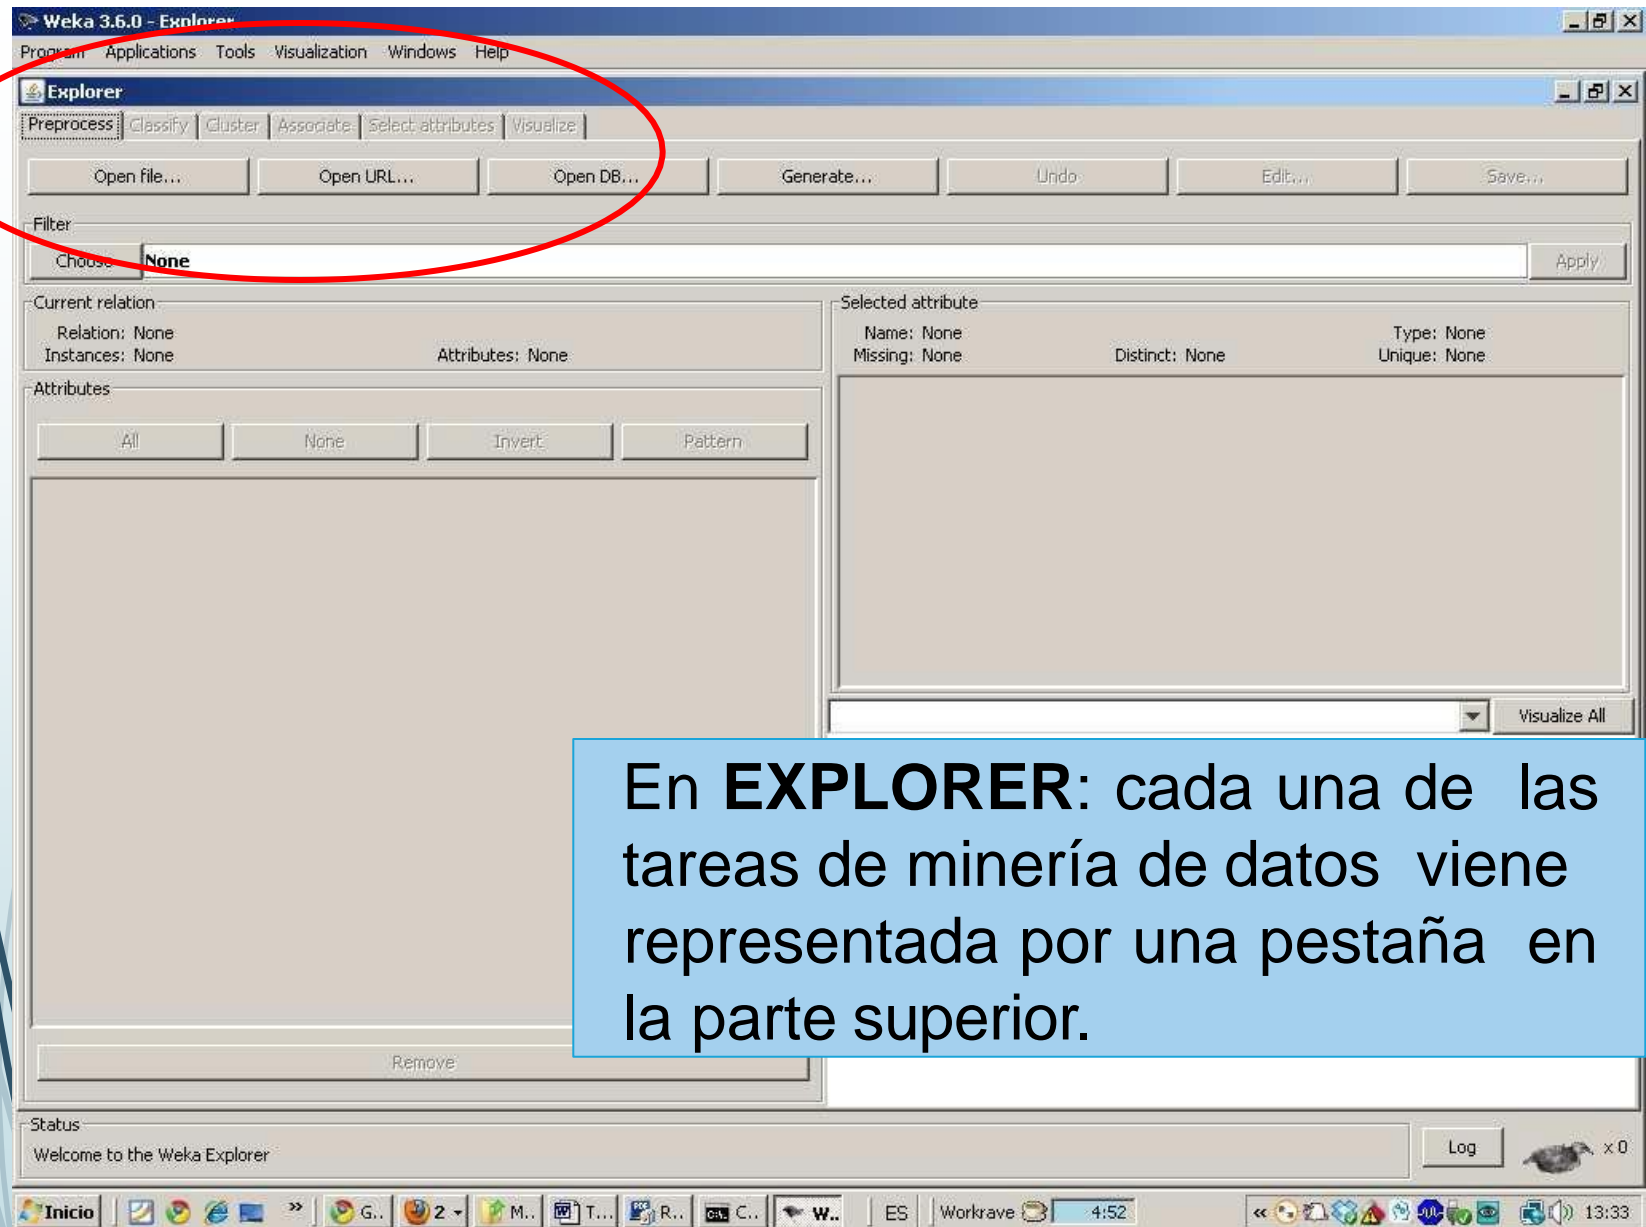 Weka 3.6.0 - Explorer
Program Applications Tools Visualization Windows Help
Explorer
Preprocess Classify Cluster Associate Select attributes Visualize
Open file... Open URL... Open DB... Generate... Undo Edit... Save...
Filter
Choose None Apply
Current relation
Relation: None
Instances: None Attributes: None
Selected attribute
Name: None Type: None
Missing: None Distinct: None Unique: None
Attributes
All None Invert Pattern
Visualize All
En EXPLORER: cada una de las
tareas de minería de datos viene
representada por una pestaña en
la parte superior.
Remove
Status
Welcome to the Weka Explorer
Log x 0
Inicio » G.. 2 M.. T... R.. C:\ C.. W.. ES Workrave 4:52 « 13:33